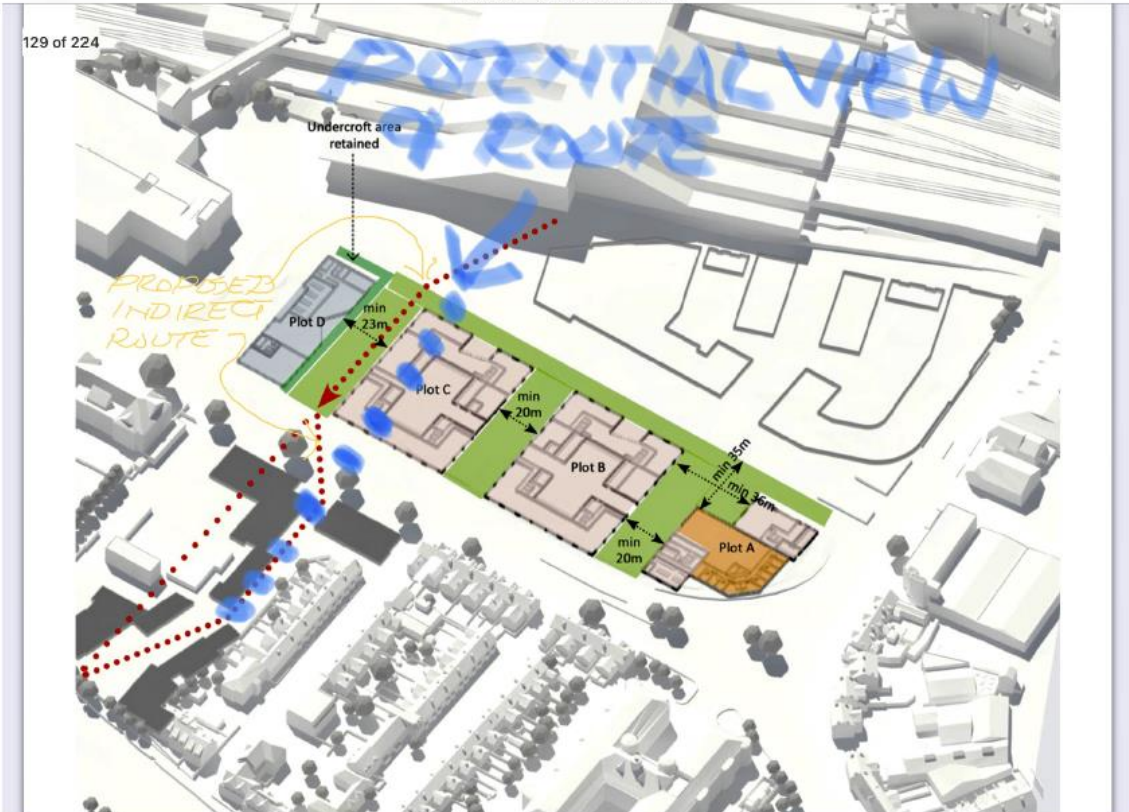 129 of 224
POTENTIAL VIEW
& ROUTE
Undercroft area
retained
PROPOSED
INDIRECT
ROUTE
Plot D
min
23m
Plot C
min
20m
Plot B
min 35m
min 36m
min
20m
Plot A